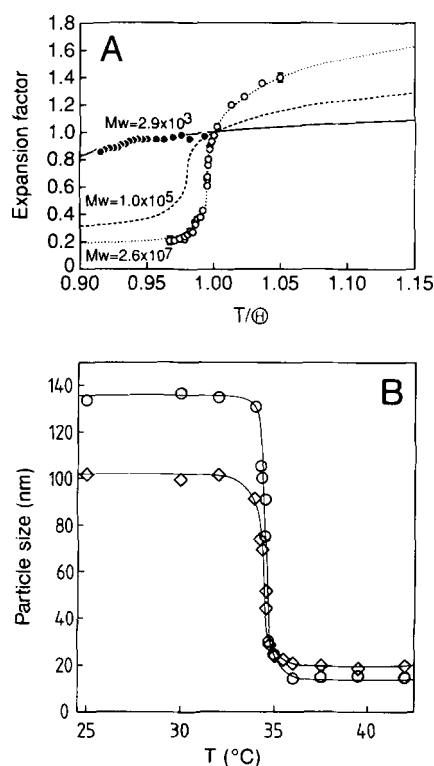 A
Expansion factor
1.8
1.6
1.4
1.2
1.0
0.8
0.6
0.4
0.2
0
Mw=2.9x10³
Mw=1.0x10⁵
Mw=2.6x10⁷
0.90 0.95 1.00 1.05 1.10 1.15
T/Θ
B
Particle size (nm)
140
120
100
80
60
40
20
0
25 30 35 40
T (°C)